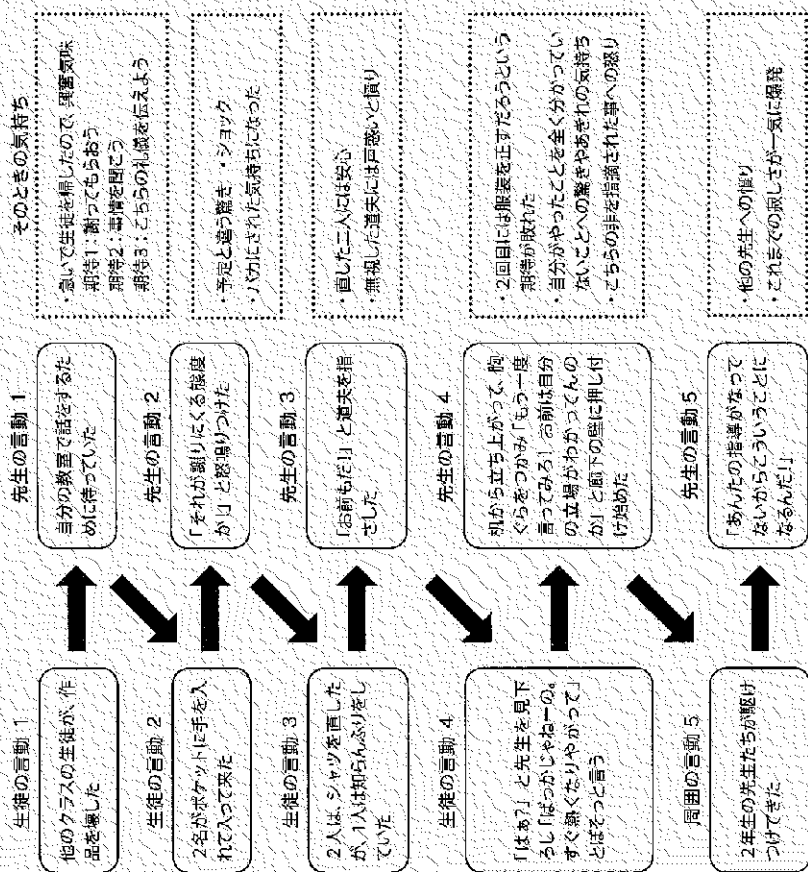 生徒の言動 1
他のクラスの生徒が、作
品を壊した
先生の言動 1
自分の教室で話をするた
めに待っていた
そのときの気持ち
・急いで生徒を帰したので、興奮気味
期待1：謝ってもらおう
期待2：事情を聞こう
期待3：こちらの礼儀を伝えよう
生徒の言動 2
2名がポケットに手を入
れて入って来た
先生の言動 2
「それが謝りにくる態度
か！」と怒鳴りつけた
・予定と違う驚き ・ショック
・バカにされた気持ちになった
生徒の言動 3
2人は、シャツを直した
が、1人は知らんぷりをし
ていた
先生の言動 3
「お前もだ！」と道夫を指
さした
・直した二人には安心
・無視した道夫には戸惑いと憤り
生徒の言動 4
「はあ？」と先生を見下
ろし「ばっかじゃねーの。
すぐ熱くなりやがって」
とぼそっと言う
先生の言動 4
机から立ち上がって、胸
ぐらをつかみ「もう一度
言ってみろ！お前は自分
の立場がわかってんの
か」と廊下の壁に押し付
け始めた
・2回目には服装を正すだろうという
期待が敗れた
・自分がやったことを全く分かってい
ないことへの驚きやあきれの気持ち
・こちらの非を指摘された事への怒り
周囲の言動 5
2年生の先生たちが駆け
つけてきた
先生の言動 5
「あんたの指導がなって
ないからこういうことに
なるんだ！」
・他の先生への憤り
・これまでの寂しさが一気に爆発